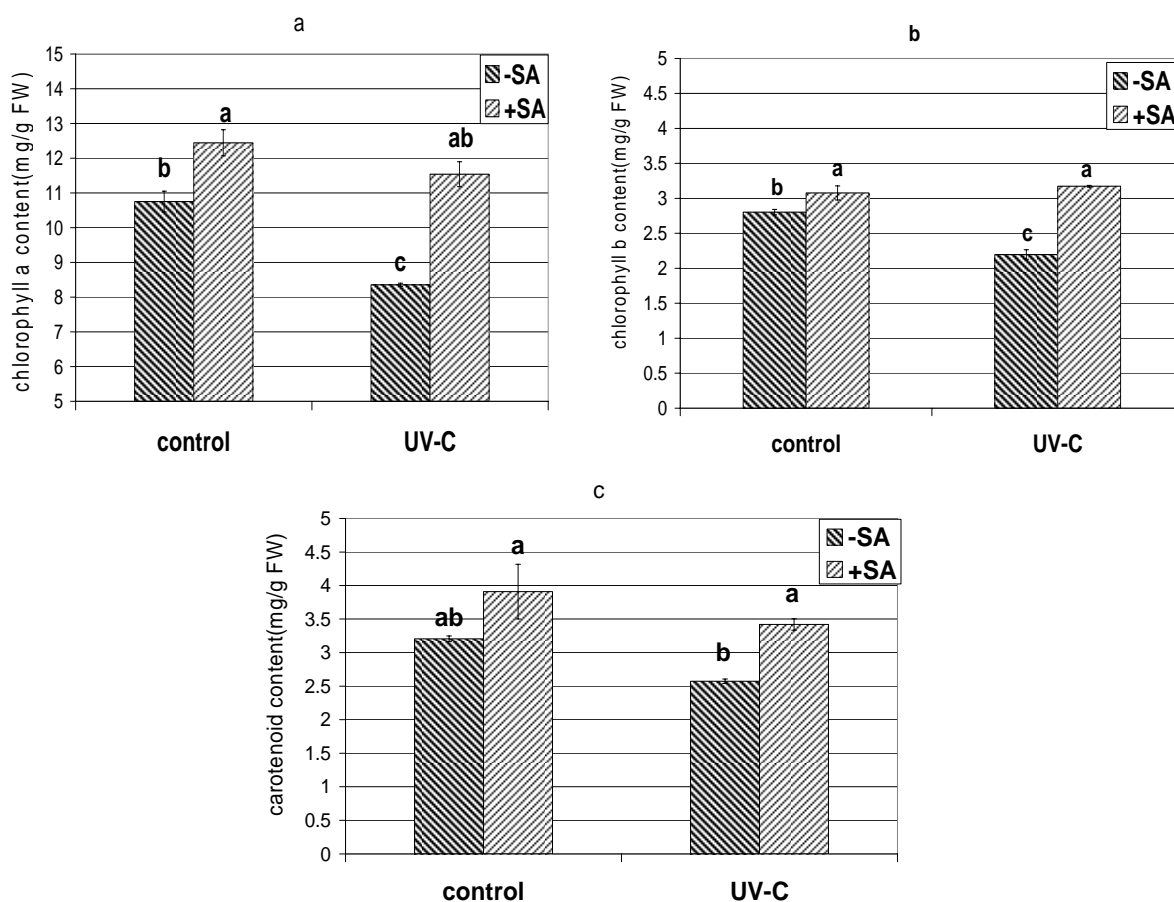 a
chlorophyll a content(mg/g FW)
15
14
13
12
11
10
9
8
7
6
5
-SA
+SA
b
a
c
ab
control
UV-C
b
chlorophyll b content(mg/g FW)
5
4.5
4
3.5
3
2.5
2
1.5
1
0.5
0
-SA
+SA
b
a
c
a
control
UV-C
c
carotenoid content(mg/g FW)
5
4.5
4
3.5
3
2.5
2
1.5
1
0.5
0
-SA
+SA
ab
a
b
a
control
UV-C